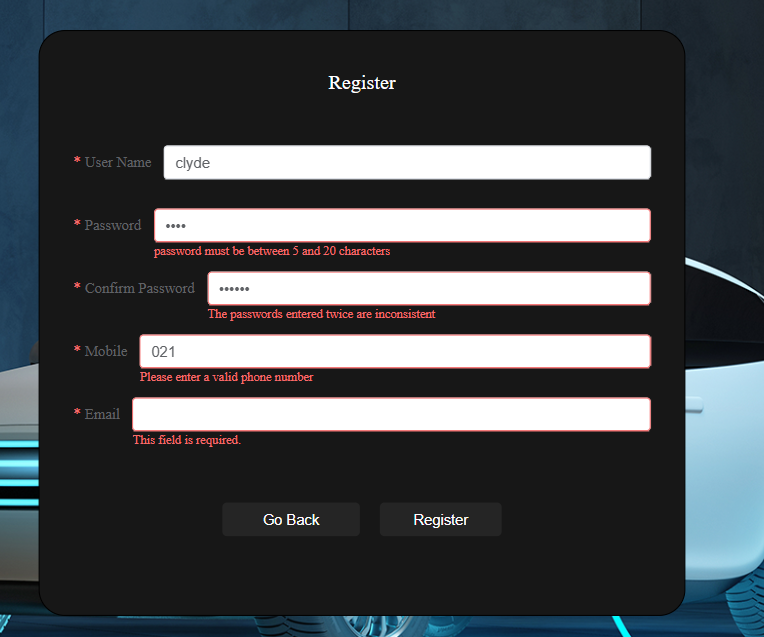 Register
* User Name clyde
* Password ••••
password must be between 5 and 20 characters
* Confirm Password ••••••
The passwords entered twice are inconsistent
* Mobile 021
Please enter a valid phone number
* Email
This field is required.
Go Back Register